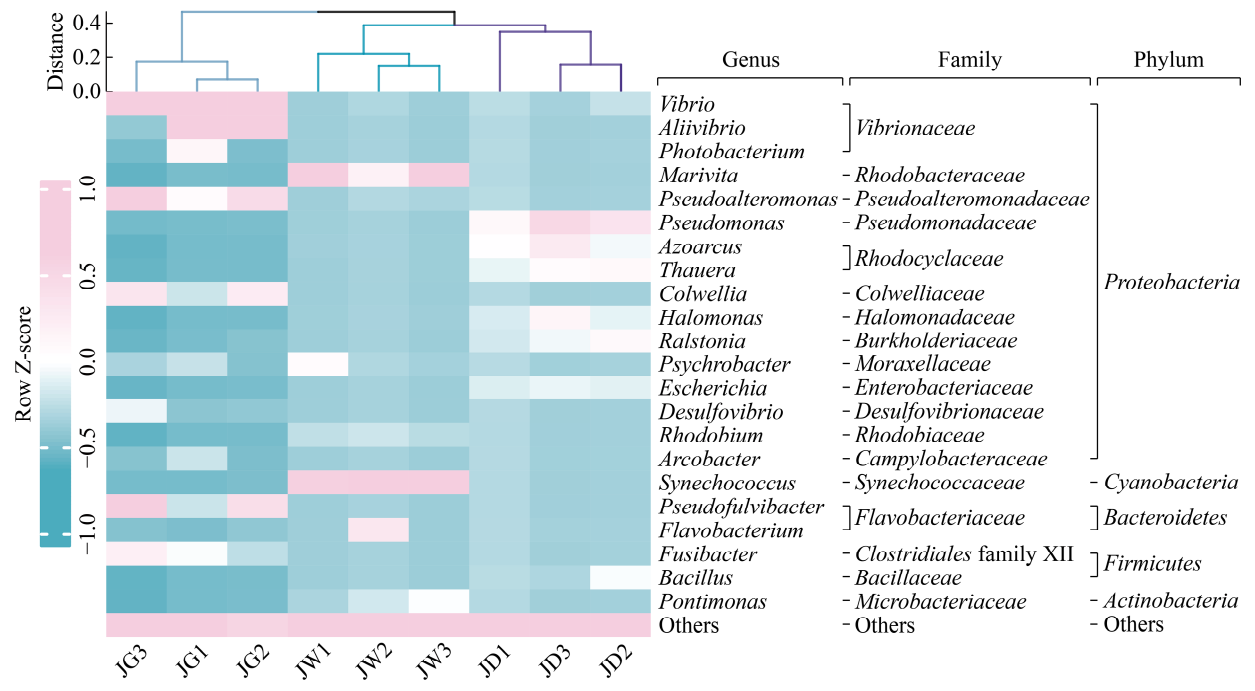 Distance
0.4
0.2
0.0
Genus Family Phylum
Vibrio
Aliivibrio Vibrionaceae
Photobacterium
Marivita - Rhodobacteraceae
Pseudoalteromonas - Pseudoalteromonadaceae
Pseudomonas - Pseudomonadaceae
Azoarcus
Thauera Rhodocyclaceae
Proteobacteria
Colwellia - Colwelliaceae
Halomonas - Halomonadaceae
Ralstonia - Burkholderiaceae
Psychrobacter - Moraxellaceae
Escherichia - Enterobacteriaceae
Desulfovibrio - Desulfovibrionaceae
Rhodobium - Rhodobiaceae
Arcobacter - Campylobacteraceae
Synechococcus - Synechococcaceae - Cyanobacteria
Pseudofulvibacter
Flavobacterium Flavobacteriaceae Bacteroidetes
Fusibacter - Clostridiales family XII
Firmicutes
Bacillus - Bacillaceae
Pontimonas - Microbacteriaceae - Actinobacteria
Others - Others - Others
Row Z-score
1.0
0.5
0.0
−0.5
−1.0
JG3 JG1 JG2 JW1 JW2 JW3 JD1 JD3 JD2